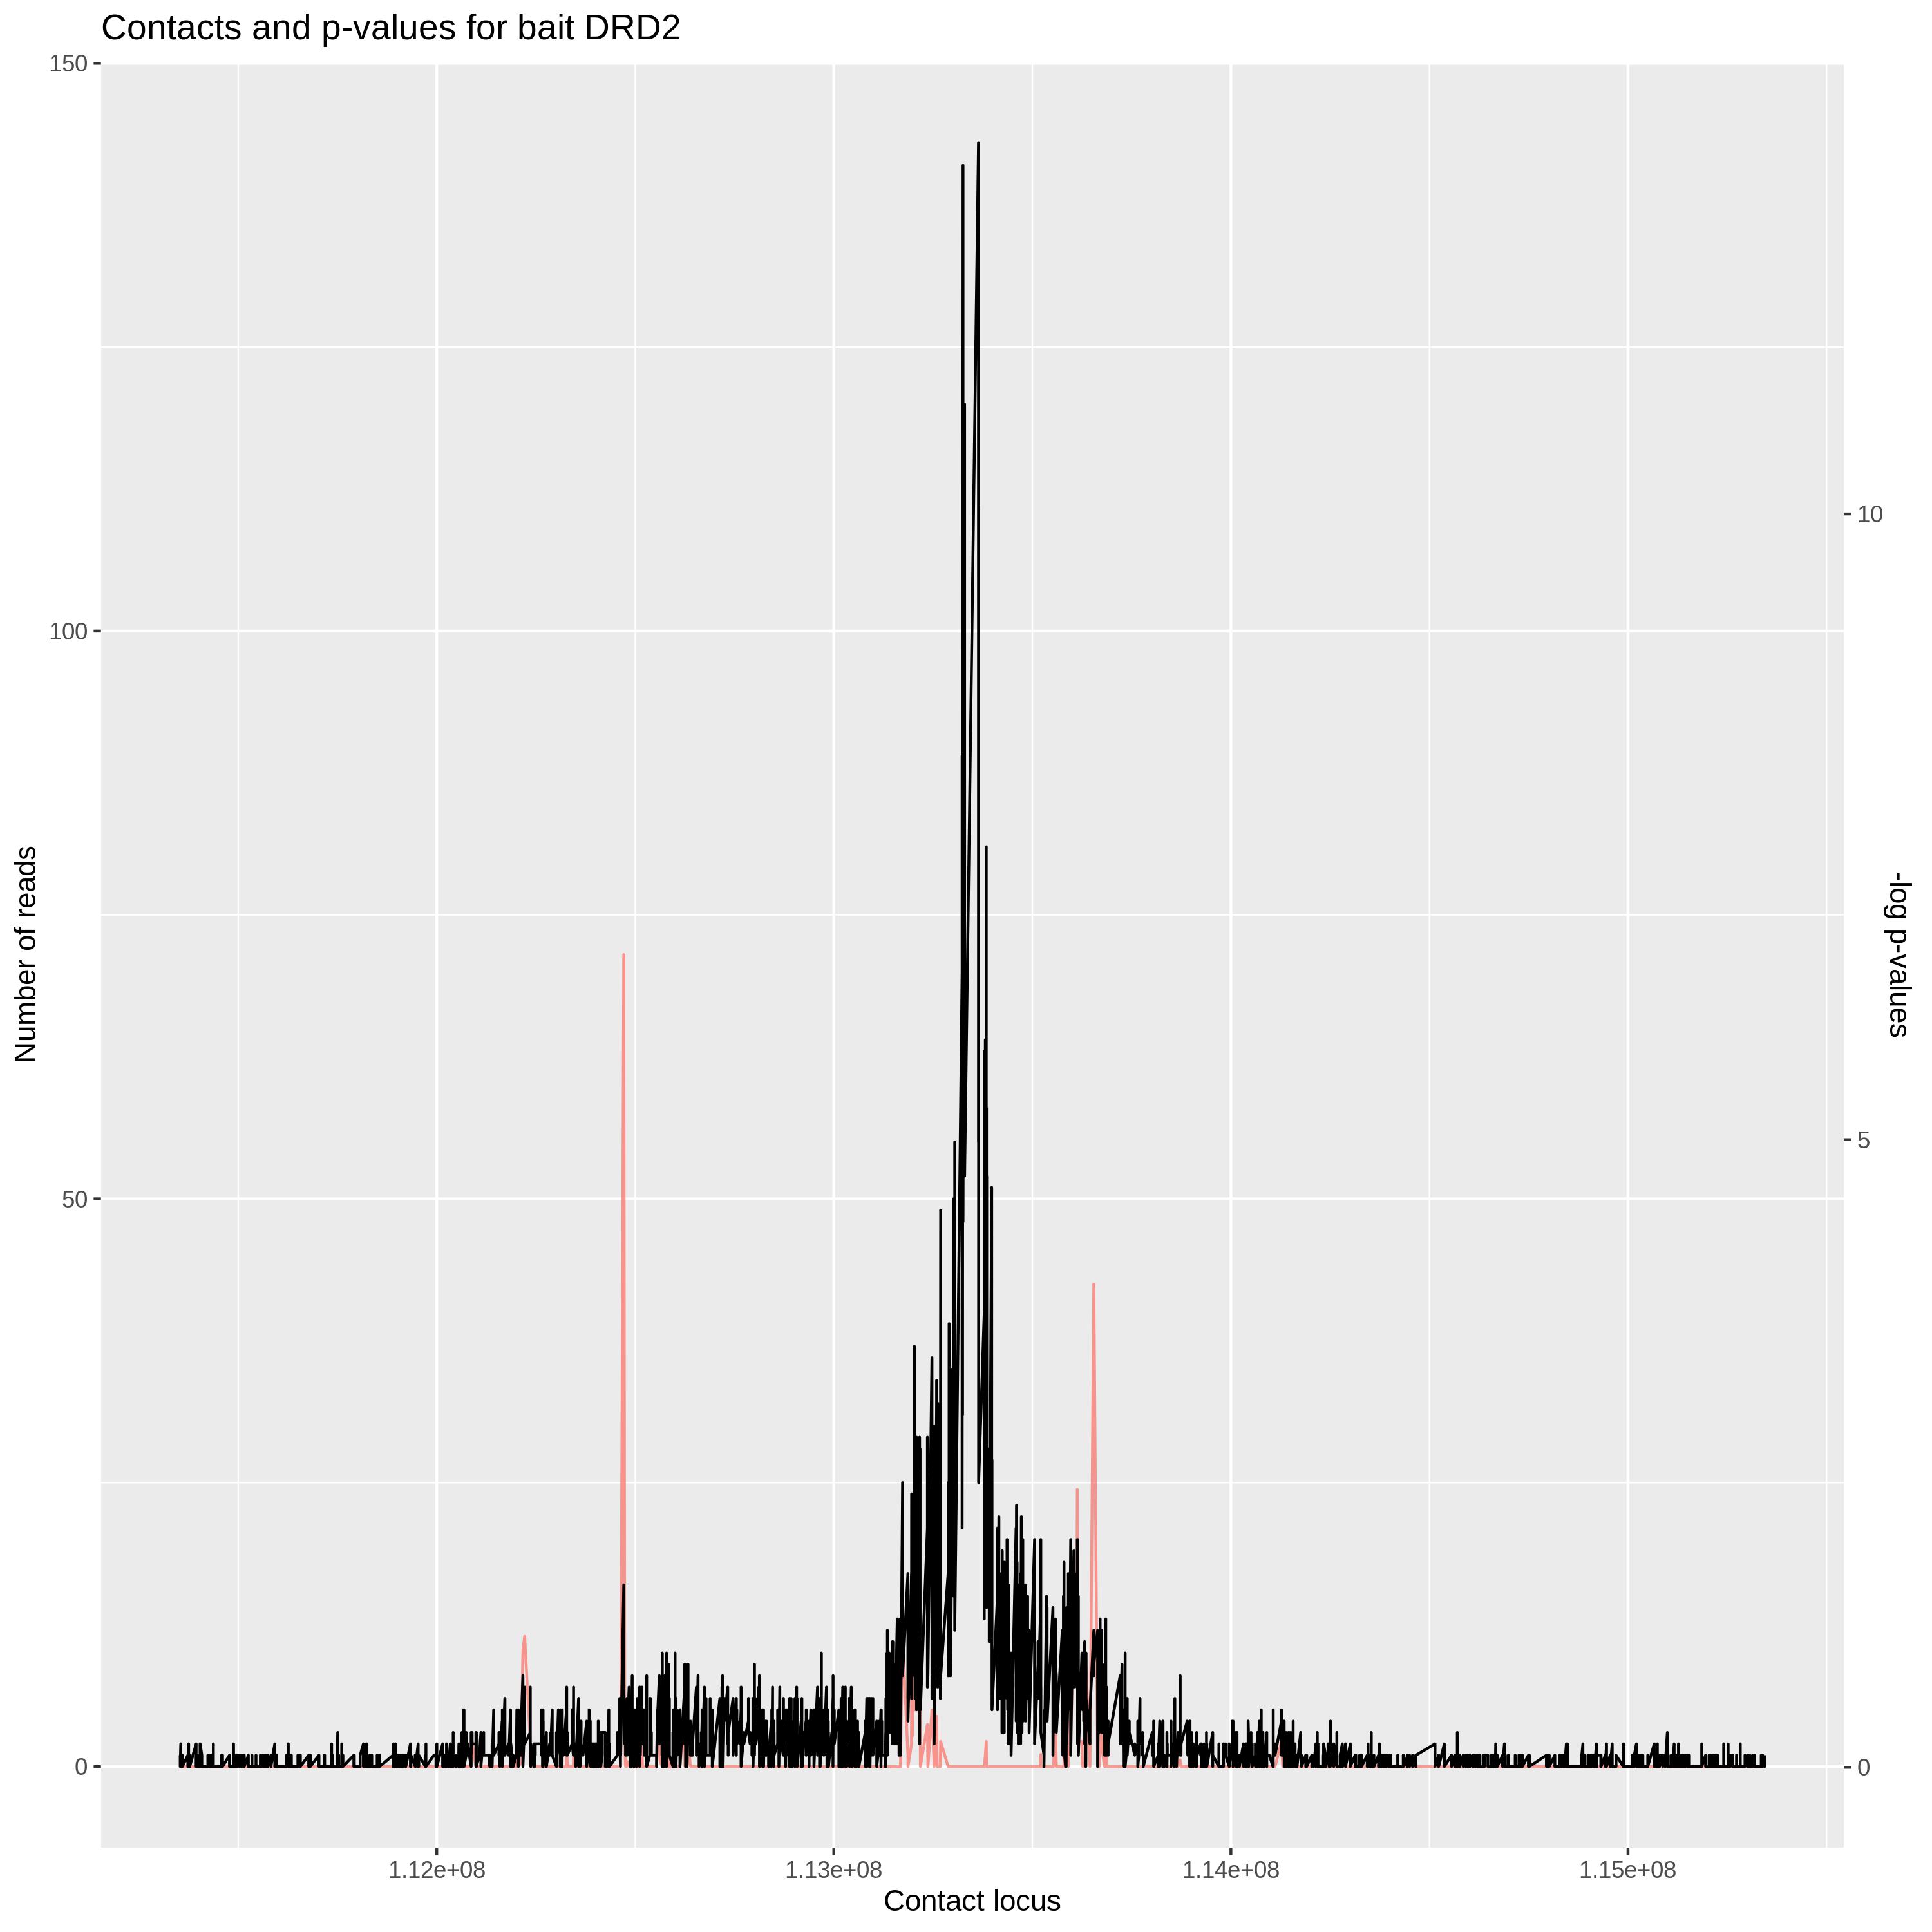 Contacts and p-values for bait DRD2
150
100
50
0
Number of reads
10
5
0
-log p-values
1.12e+08
1.13e+08
1.14e+08
1.15e+08
Contact locus